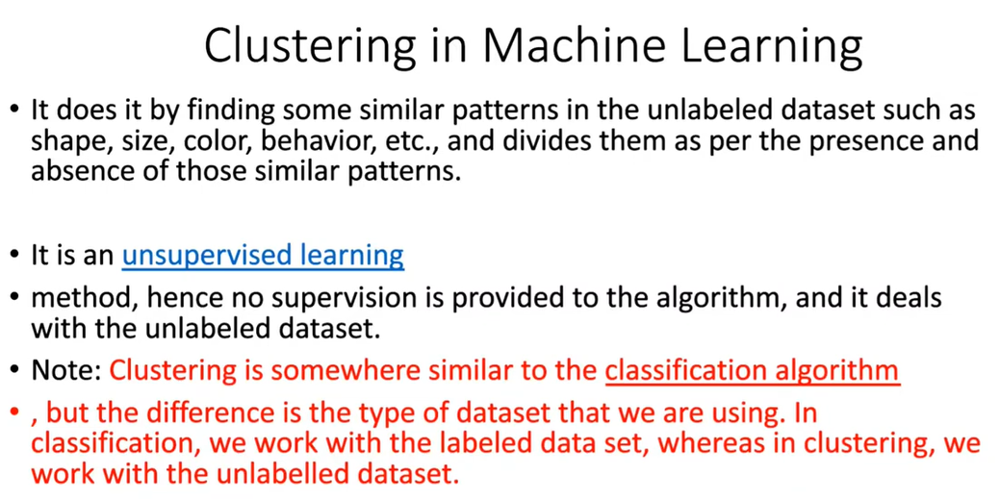 Clustering in Machine Learning
• It does it by finding some similar patterns in the unlabeled dataset such as
shape, size, color, behavior, etc., and divides them as per the presence and
absence of those similar patterns.
• It is an unsupervised learning
• method, hence no supervision is provided to the algorithm, and it deals
with the unlabeled dataset.
• Note: Clustering is somewhere similar to the classification algorithm
• , but the difference is the type of dataset that we are using. In
classification, we work with the labeled data set, whereas in clustering, we
work with the unlabelled dataset.